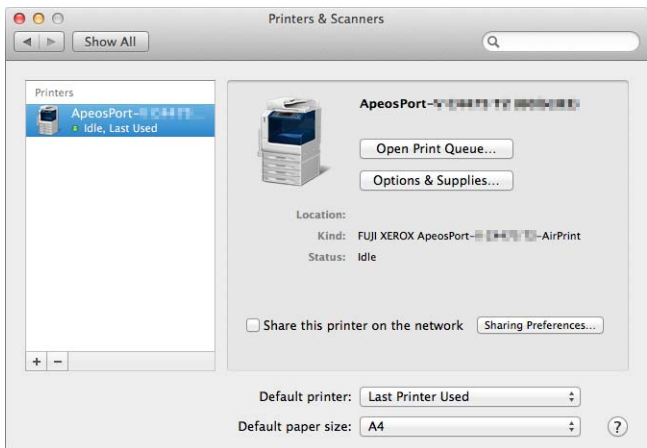 Printers & Scanners
Show All
Printers
ApeosPort-
Idle, Last Used
ApeosPort-
Open Print Queue...
Options & Supplies...
Location:
Kind: FUJI XEROX ApeosPort- -AirPrint
Status: Idle
Share this printer on the network Sharing Preferences...
+ −
Default printer: Last Printer Used
Default paper size: A4 ?